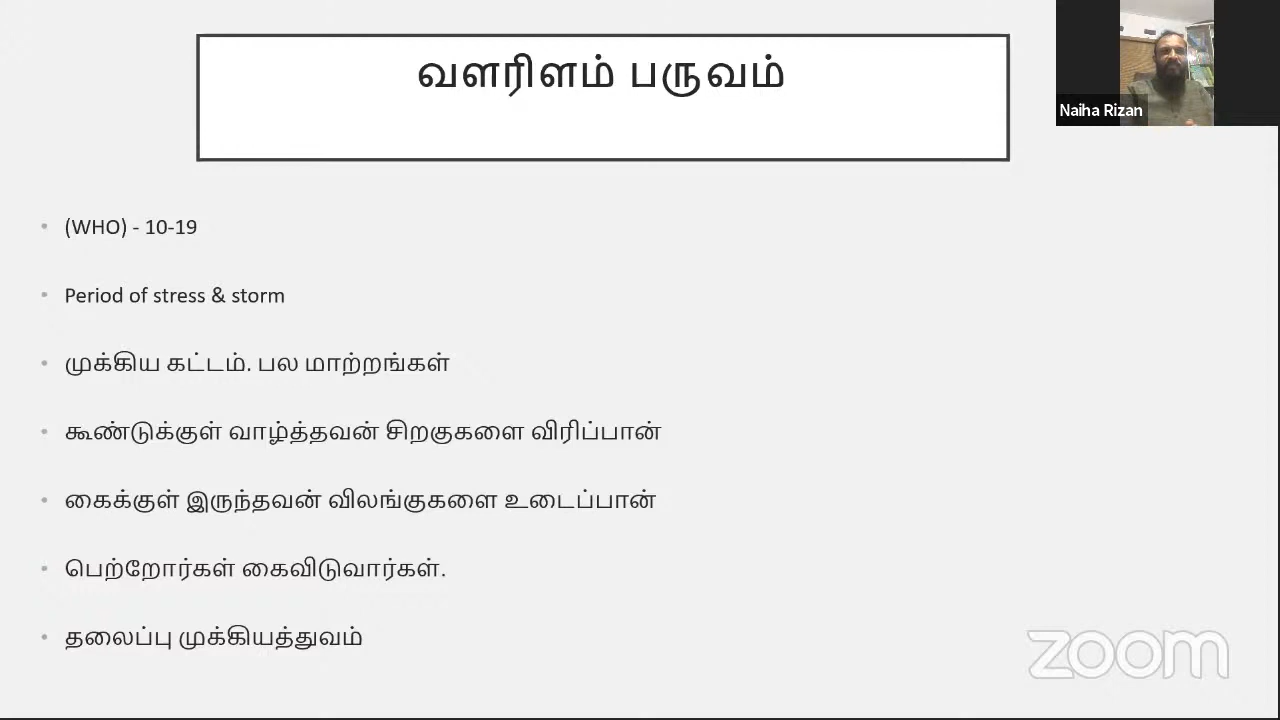 வளரிளம் பருவம்
Naiha Rizan
(WHO) - 10-19
Period of stress & storm
முக்கிய கட்டம். பல மாற்றங்கள்
கூண்டுக்குள் வாழ்த்தவன் சிறகுகளை விரிப்பான்
கைக்குள் இருந்தவன் விலங்குகளை உடைப்பான்
பெற்றோர்கள் கைவிடுவார்கள்.
தலைப்பு முக்கியத்துவம்
zoom